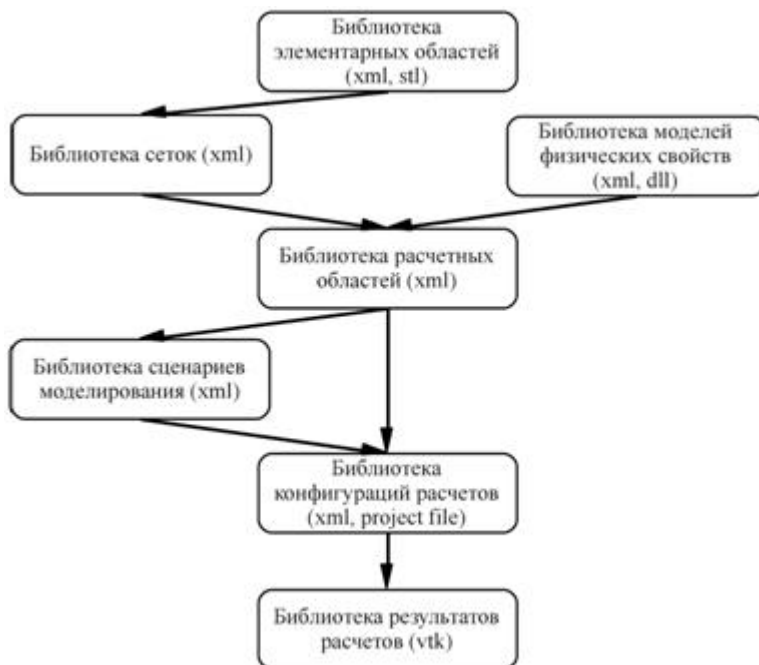 Библиотека
элементарных областей
(xml, stl)
Библиотека сеток (xml)
Библиотека моделей
физических свойств
(xml, dll)
Библиотека расчетных
областей (xml)
Библиотека сценариев
моделирования (xml)
Библиотека
конфигураций расчетов
(xml, project file)
Библиотека результатов
расчетов (vtk)